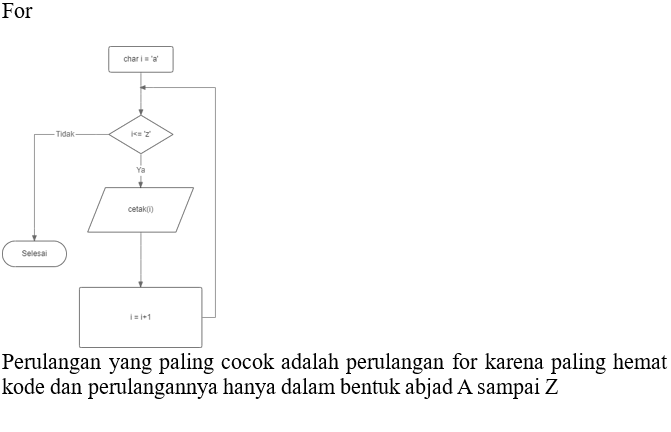 For
char i = 'a'
i<= 'z'
Tidak
Ya
cetak(i)
Selesai
i = i+1
Perulangan yang paling cocok adalah perulangan for karena paling hemat
kode dan perulangannya hanya dalam bentuk abjad A sampai Z